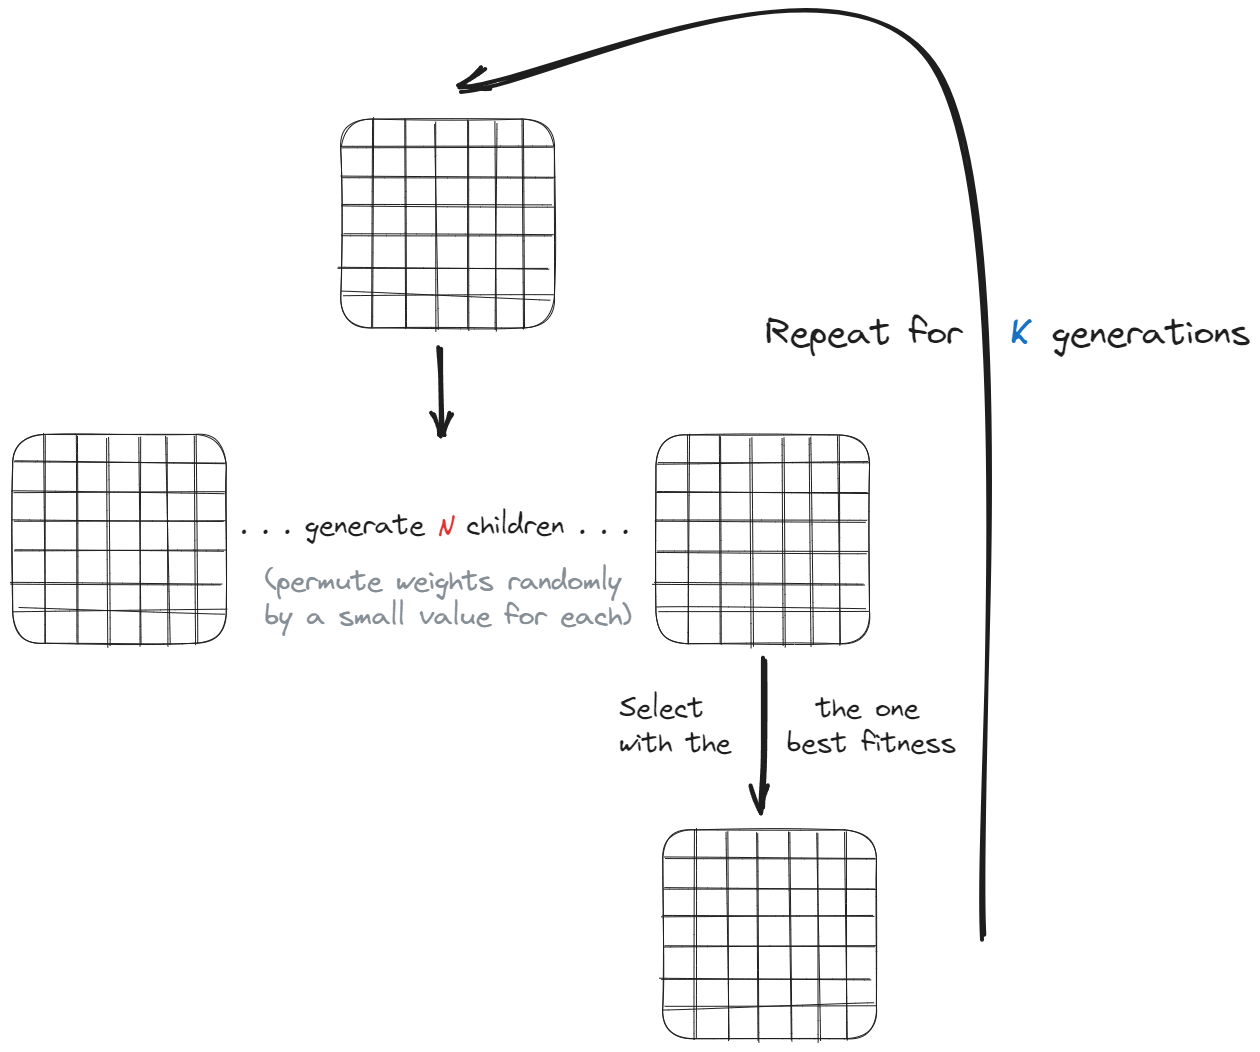 Repeat for K generations
. . . generate N children . . .
(permute weights randomly
by a small value for each)
Select the one
with the best fitness